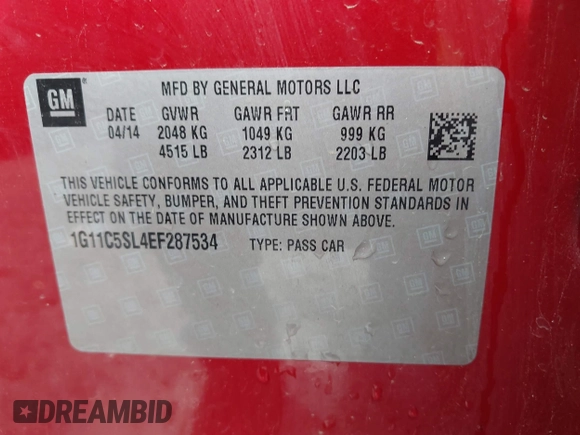 GM
MFD BY GENERAL MOTORS LLC
DATE GVWR GAWR FRT GAWR RR
04/14 2048 KG 1049 KG 999 KG
4515 LB 2312 LB 2203 LB
THIS VEHICLE CONFORMS TO ALL APPLICABLE U.S. FEDERAL MOTOR
VEHICLE SAFETY, BUMPER, AND THEFT PREVENTION STANDARDS IN
EFFECT ON THE DATE OF MANUFACTURE SHOWN ABOVE.
1G11C5SL4EF287534 TYPE: PASS CAR
DREAMBID